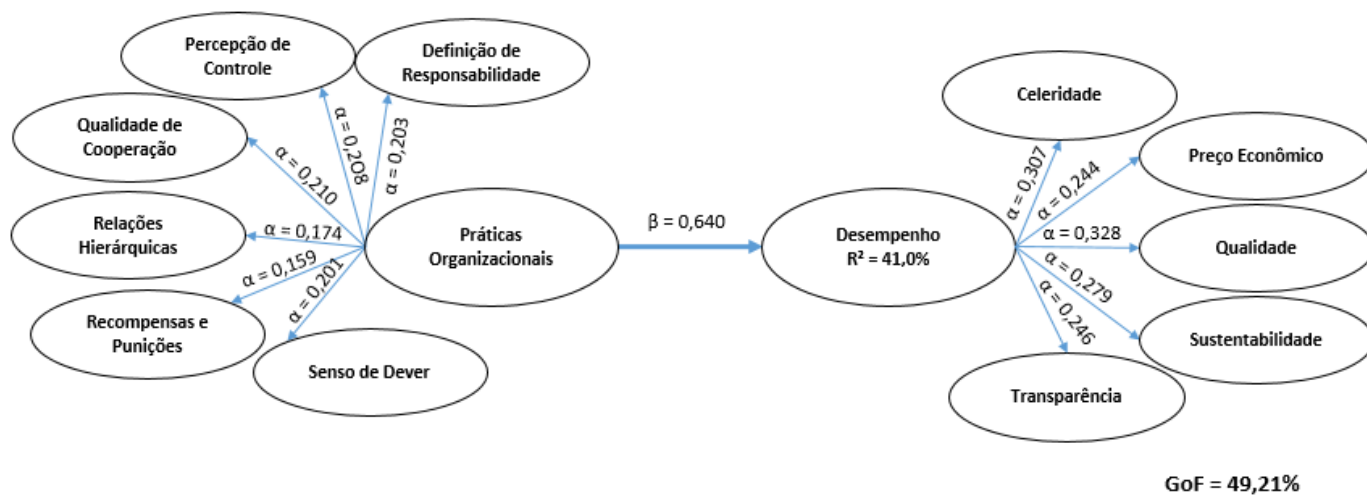 Percepção de
Controle
Definição de
Responsabilidade
Qualidade de
Cooperação
Relações
Hierárquicas
Recompensas e
Punições
Senso de Dever
α = 0,208
α = 0,203
α = 0,210
α = 0,174
α = 0,159
α = 0,201
Práticas
Organizacionais
β = 0,640
Desempenho
R² = 41,0%
α = 0,307
α = 0,244
α = 0,328
α = 0,279
α = 0,246
Celeridade
Preço Econômico
Qualidade
Sustentabilidade
Transparência
GoF = 49,21%